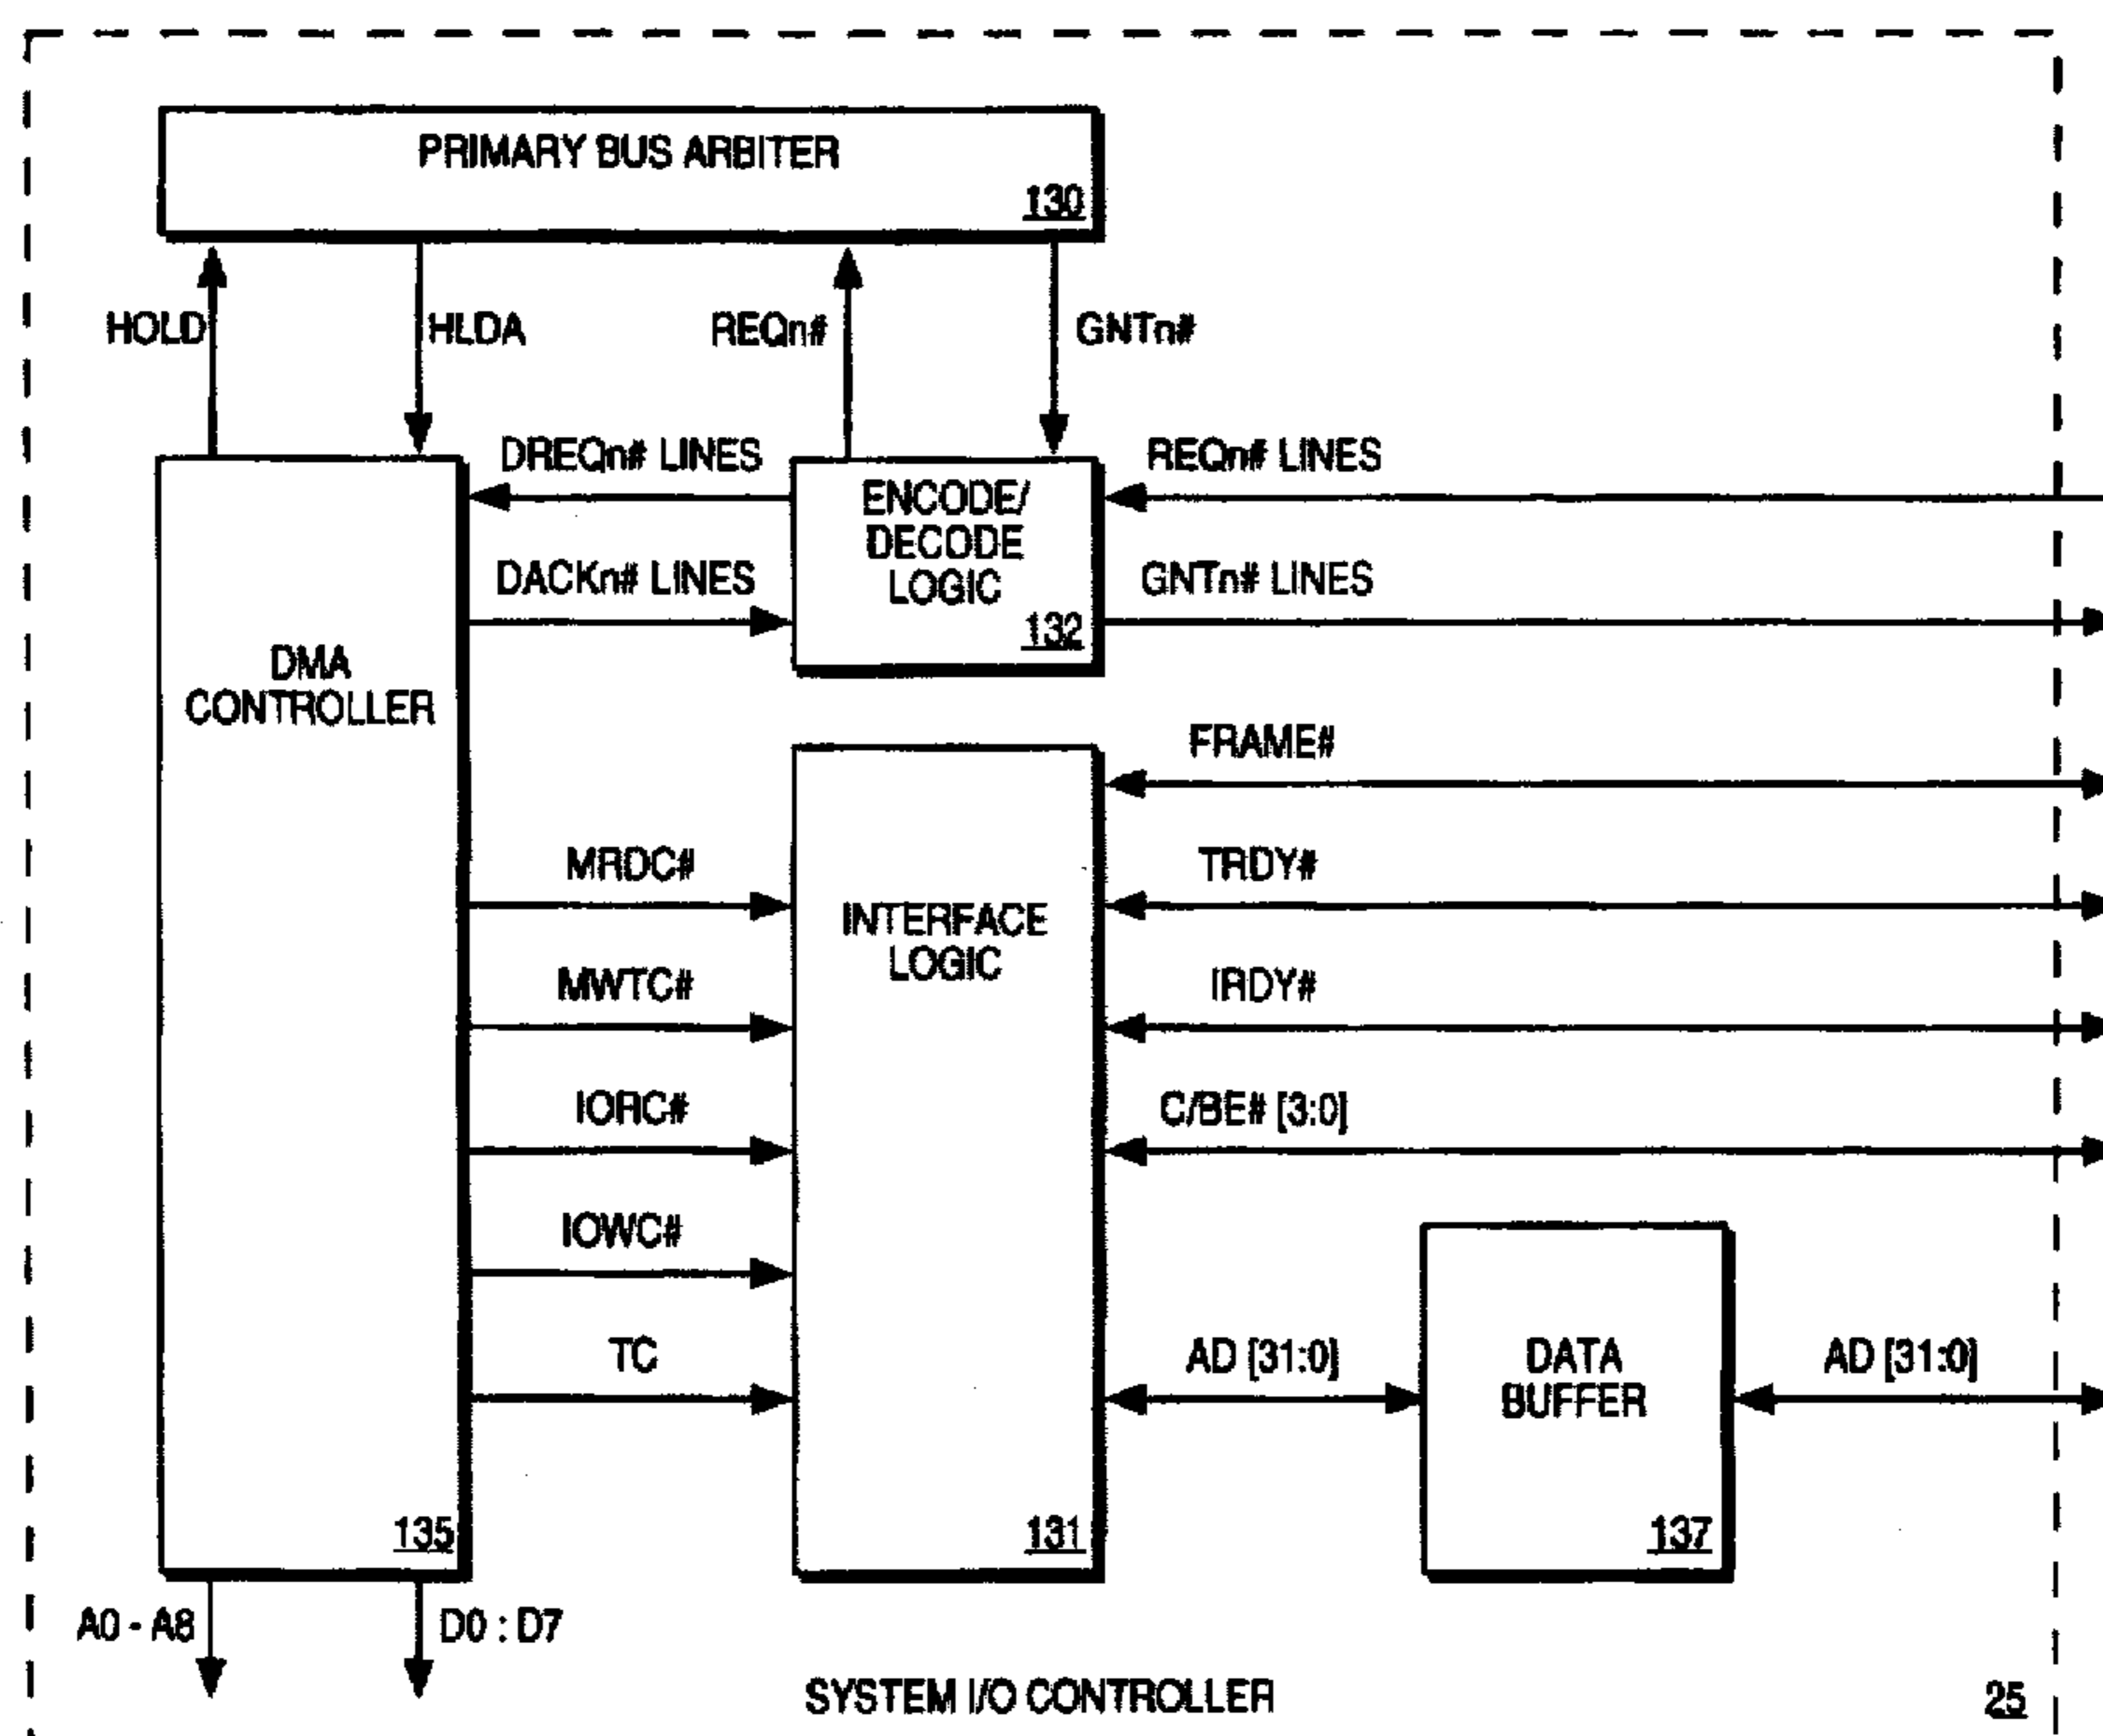 PRIMARY BUS ARBITER
130
HOLD
HLDA
REQn#
GNTn#
DREQn# LINES
REQn# LINES
ENCODE/
DECODE
LOGIC
132
DACKn# LINES
GNTn# LINES
DMA
CONTROLLER
FRAME#
MRDC#
TRDY#
INTERFACE
LOGIC
MWTC#
IRDY#
IORC#
C/BE# [3:0]
IOWC#
TC
AD [31:0]
DATA
BUFFER
AD [31:0]
135
131
137
A0 - A8
D0 : D7
SYSTEM I/O CONTROLLER
25